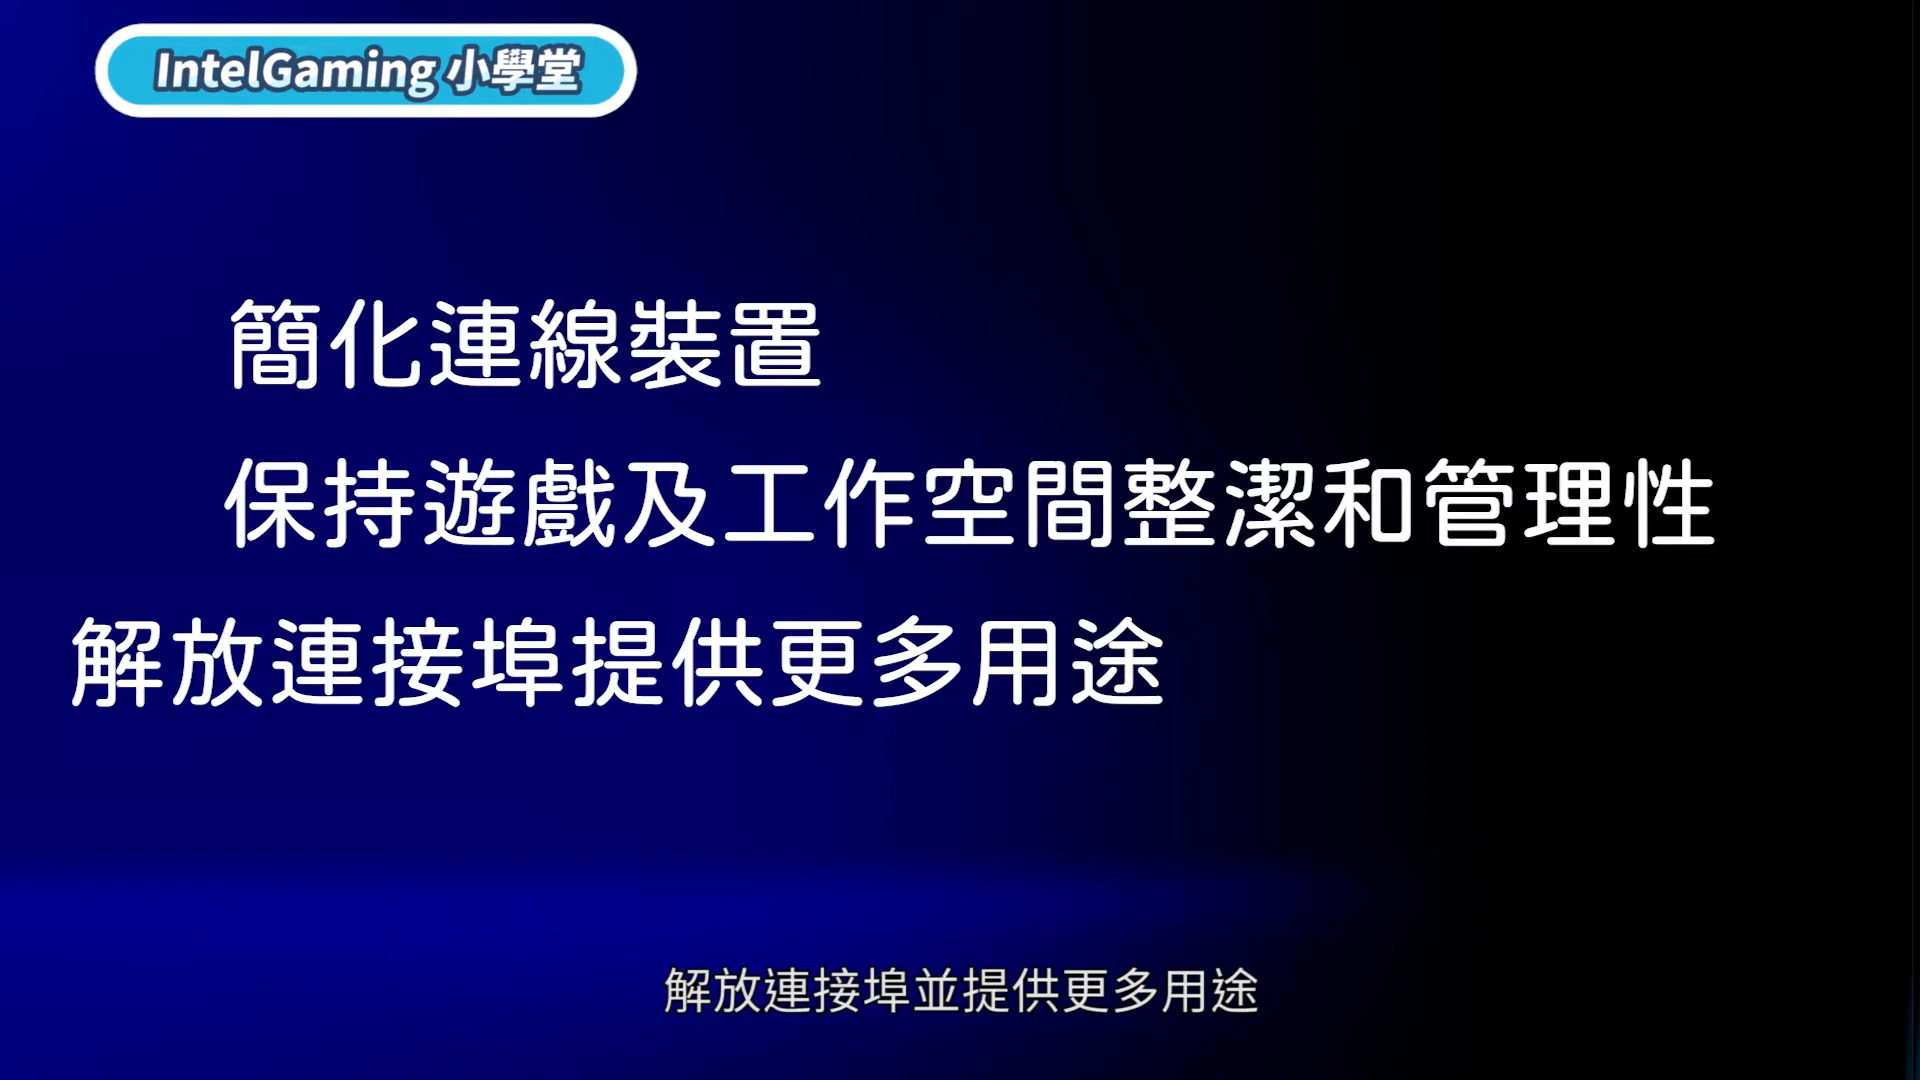 IntelGaming 小學堂
簡化連線裝置
保持遊戲及工作空間整潔和管理性
解放連接埠提供更多用途
解放連接埠並提供更多用途